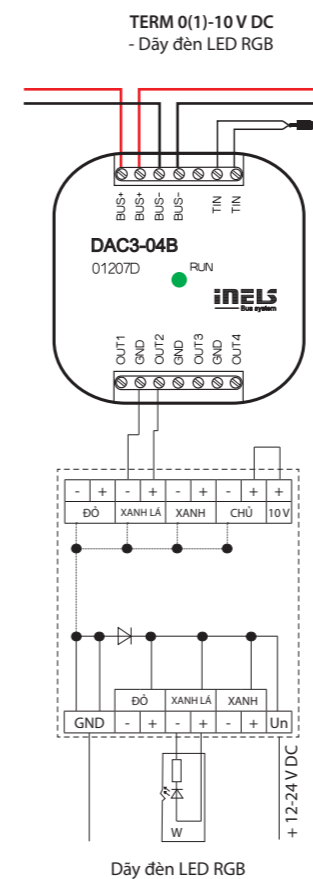 TERM 0(1)-10 V DC
- Dãy đèn LED RGB
BUS+ BUS+ BUS- BUS- TIN TIN
DAC3-04B
01207D RUN
iNELS
Bus system
OUT1 GND OUT2 GND OUT3 GND OUT4
- + - + - + - + +
ĐỎ XANH LÁ XANH CHỦ 10 V
ĐỎ XANH LÁ XANH
GND - + - + - + Un
W
+ 12-24 V DC
Dãy đèn LED RGB